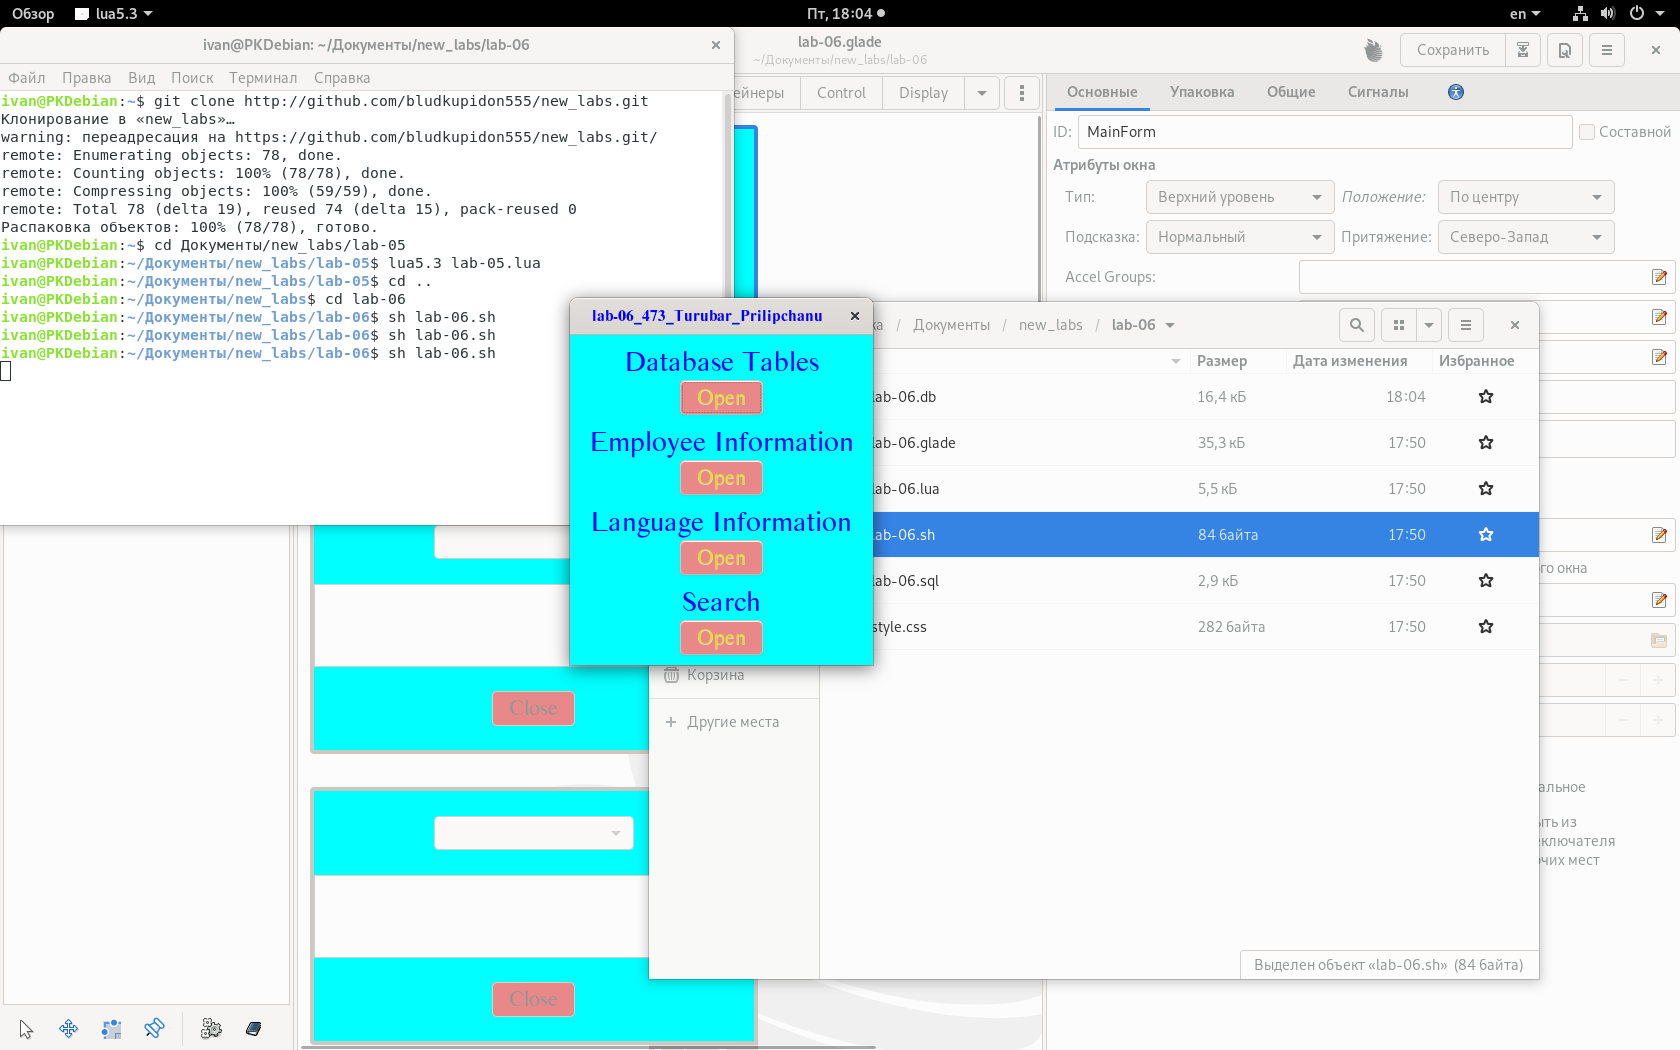 Обзор
lua5.3
Пт, 18:04
en
ivan@PKDebian: ~/Документы/new_labs/lab-06
Файл Правка Вид Поиск Терминал Справка
ivan@PKDebian:~$ git clone http://github.com/bludkupidon555/new_labs.git
Клонирование в «new_labs»…
warning: переадресация на https://github.com/bludkupidon555/new_labs.git/
remote: Enumerating objects: 78, done.
remote: Counting objects: 100% (78/78), done.
remote: Compressing objects: 100% (59/59), done.
remote: Total 78 (delta 19), reused 74 (delta 15), pack-reused 0
Распаковка объектов: 100% (78/78), готово.
ivan@PKDebian:~$ cd Документы/new_labs/lab-05
ivan@PKDebian:~/Документы/new_labs/lab-05$ lua5.3 lab-05.lua
ivan@PKDebian:~/Документы/new_labs/lab-05$ cd ..
ivan@PKDebian:~/Документы/new_labs$ cd lab-06
ivan@PKDebian:~/Документы/new_labs/lab-06$ sh lab-06.sh
ivan@PKDebian:~/Документы/new_labs/lab-06$ sh lab-06.sh
ivan@PKDebian:~/Документы/new_labs/lab-06$ sh lab-06.sh
lab-06.glade
~/Документы/new_labs/lab-06
Сохранить
ейнеры Control Display
Основные Упаковка Общие Сигналы
ID: MainForm Составной
Атрибуты окна
Тип: Верхний уровень Положение: По центру
Подсказка: Нормальный Притяжение: Северо-Запад
Accel Groups:
го окна
альное
ыть из
еключателя
очих мест
lab-06_473_Turubar_Prilipchanu
Database Tables
Open
Employee Information
Open
Language Information
Open
Search
Open
ка / Документы / new_labs / lab-06
Размер Дата изменения Избранное
lab-06.db 16,4 кБ 18:04
lab-06.glade 35,3 кБ 17:50
lab-06.lua 5,5 кБ 17:50
lab-06.sh 84 байта 17:50
lab-06.sql 2,9 кБ 17:50
style.css 282 байта 17:50
Корзина
Другие места
Выделен объект «lab-06.sh» (84 байта)
Close
Close